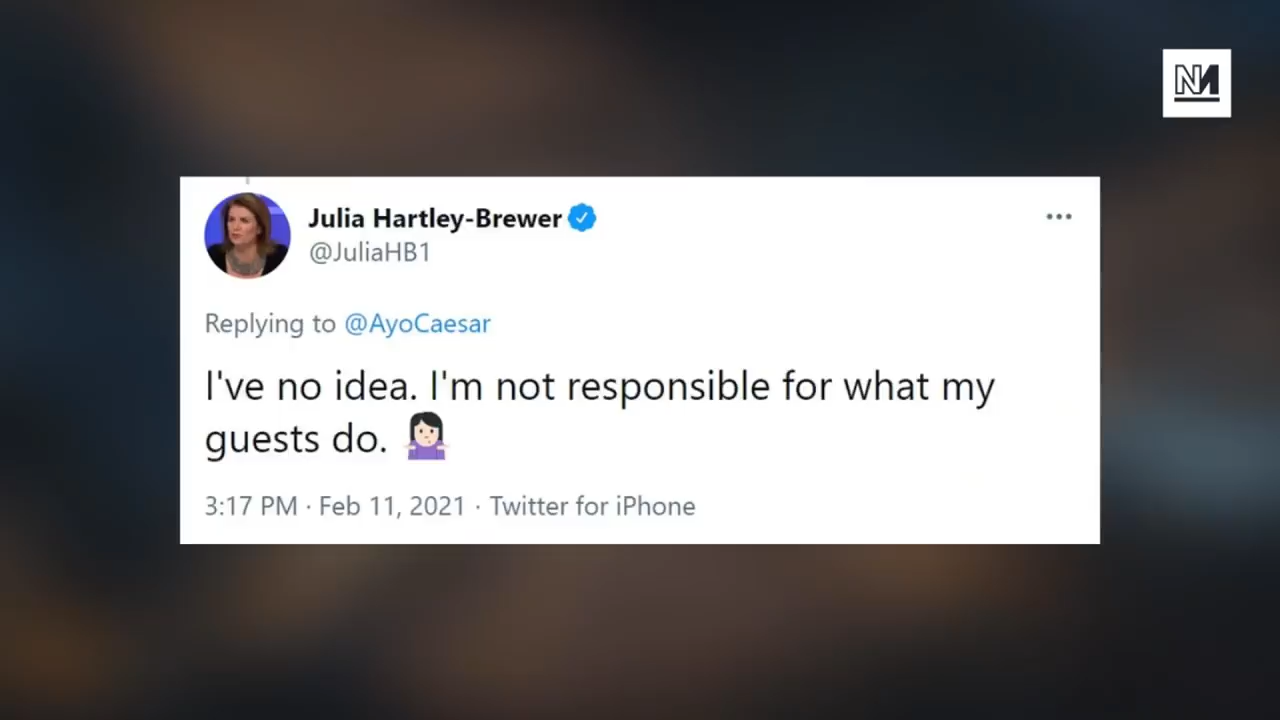 NM
Julia Hartley-Brewer
@JuliaHB1
Replying to @AyoCaesar
I've no idea. I'm not responsible for what my
guests do. 🤷🏻‍♀️
3:17 PM · Feb 11, 2021 · Twitter for iPhone